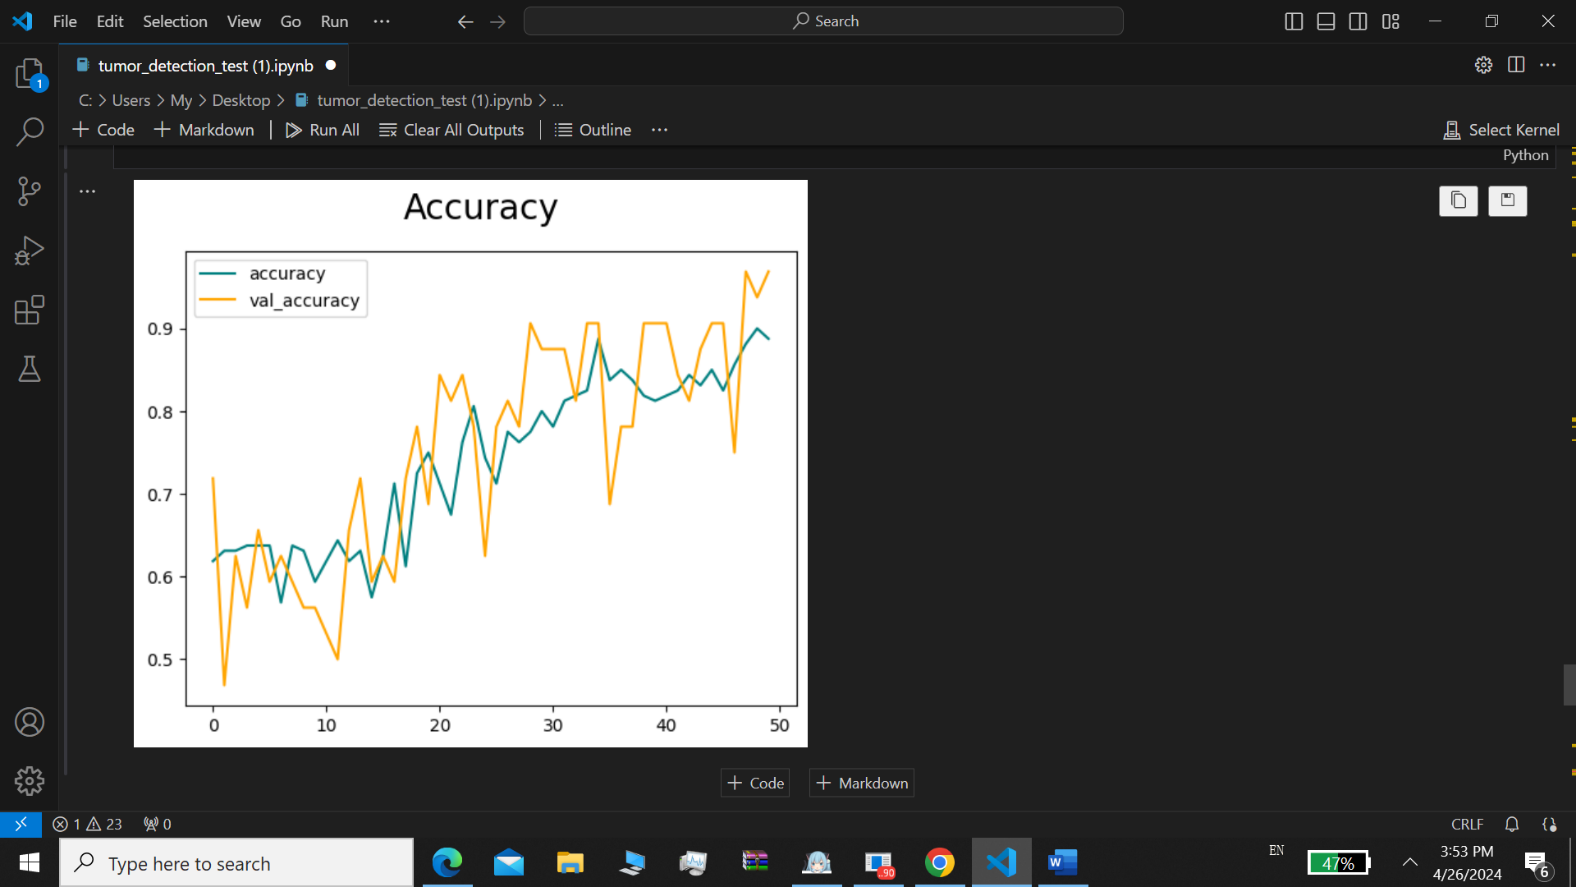 File Edit Selection View Go Run ...
Search
tumor_detection_test (1).ipynb
1
C: > Users > My > Desktop > tumor_detection_test (1).ipynb > ...
+ Code + Markdown | Run All Clear All Outputs | Outline ...
Select Kernel
Python
...
Accuracy
accuracy
val_accuracy
0.9
0.8
0.7
0.6
0.5
0 10 20 30 40 50
+ Code + Markdown
1 23 0
CRLF
Type here to search
.90
W
EN
47%
3:53 PM
4/26/2024
6